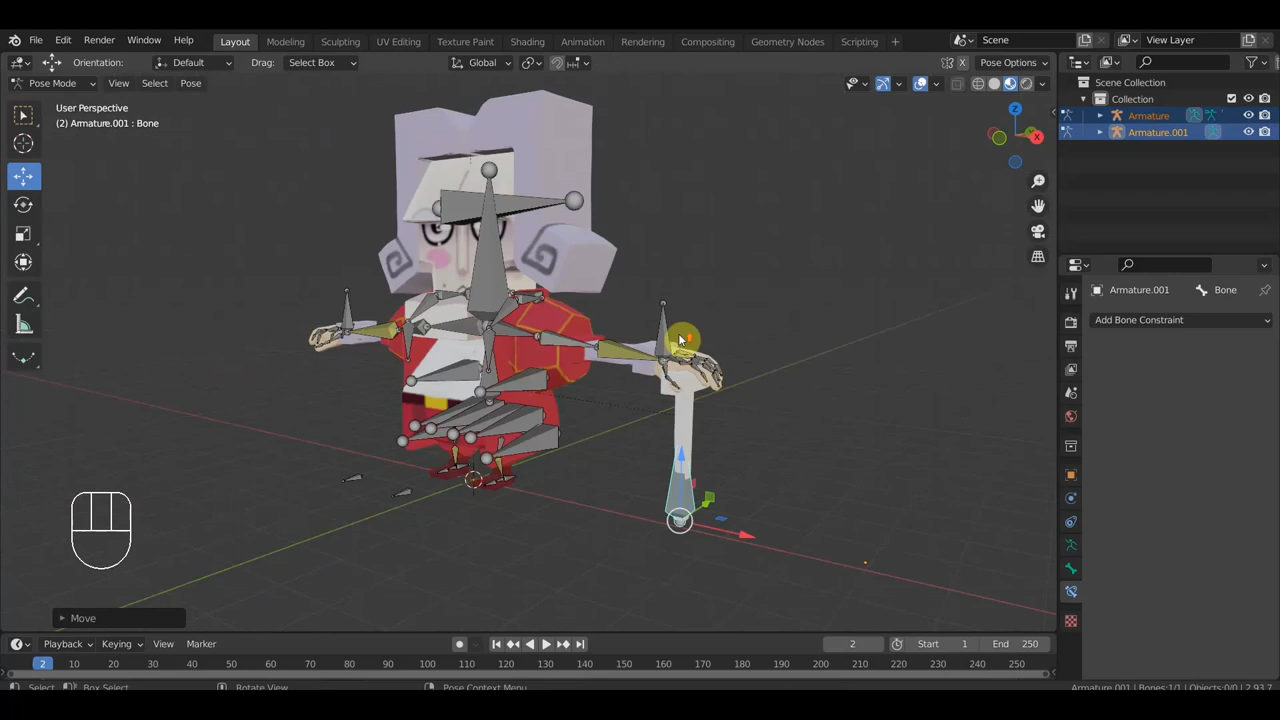 File Edit Render Window Help Layout Modeling Sculpting UV Editing Texture Paint Shading Animation Rendering Compositing Geometry Nodes Scripting + Scene View Layer
Orientation: Default Drag: Select Box Global X Pose Options
Pose Mode View Select Pose
Scene Collection
Collection
Armature
Armature.001
User Perspective
(2) Armature.001 : Bone
Z
X
Armature.001 Bone
Add Bone Constraint
Move
Playback Keying View Marker 2 Start 1 End 250
2 10 20 30 40 50 60 70 80 90 100 110 120 130 140 150 160 170 180 190 200 210 220 230 240 250
Select Box Select Rotate View Pose Context Menu Armature.001 | Bones:1/1 | Objects:0/0 | 2.93.7